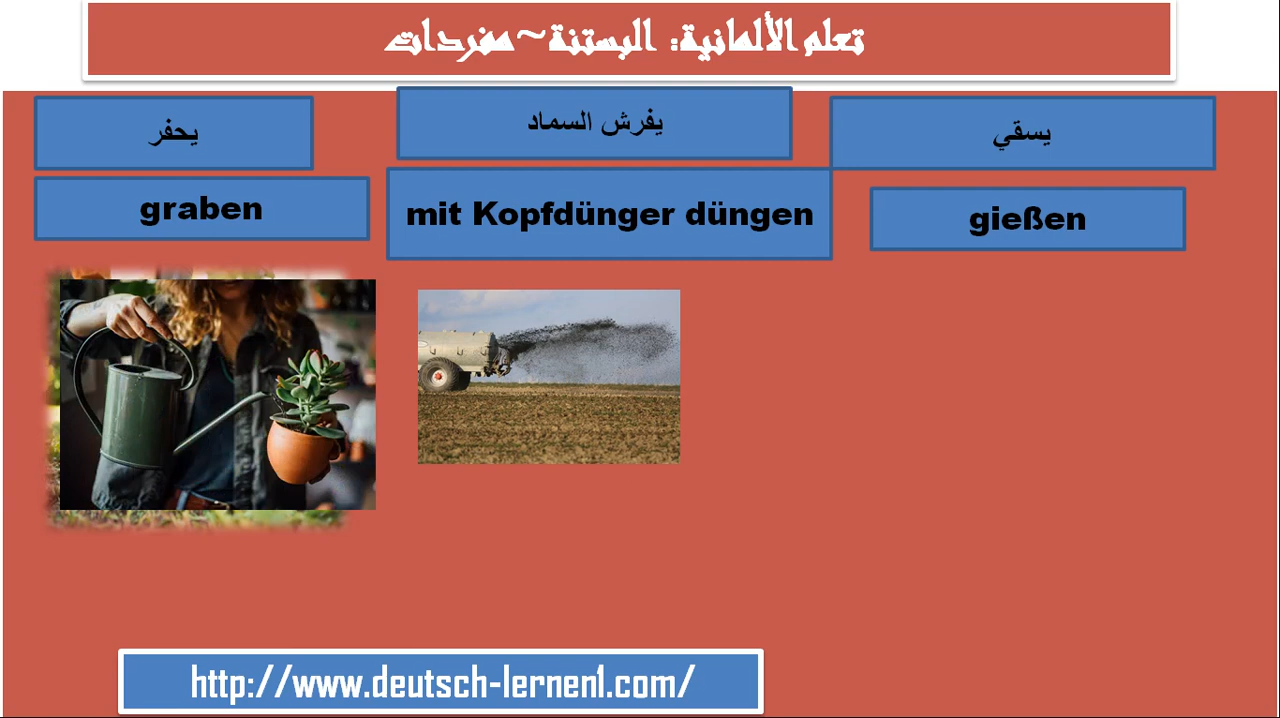 تعلم الألمانية: البستنة~مفردات
يسقي
يفرش السماد
يحفر
gießen
mit Kopfdünger düngen
graben
http://www.deutsch-lernen1.com/